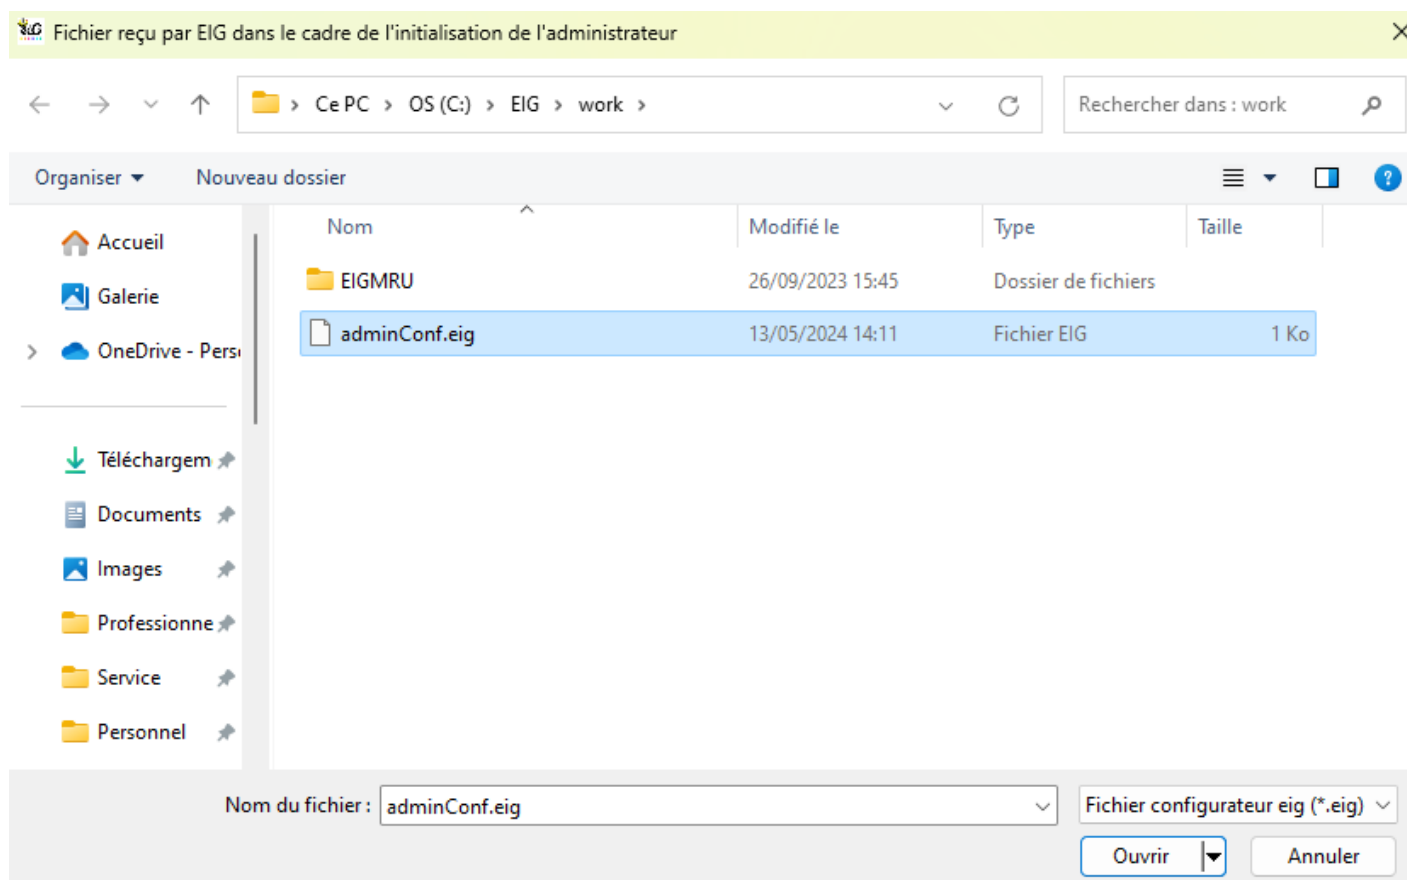 Fichier reçu par EIG dans le cadre de l'initialisation de l'administrateur
Ce PC > OS (C:) > EIG > work >
Rechercher dans : work
Organiser
Nouveau dossier
Nom
Modifié le
Type
Taille
Accueil
Galerie
OneDrive - Pers
Téléchargem
Documents
Images
Professionne
Service
Personnel
EIGMRU 26/09/2023 15:45 Dossier de fichiers
adminConf.eig 13/05/2024 14:11 Fichier EIG 1 Ko
Nom du fichier : adminConf.eig
Fichier configurateur eig (*.eig)
Ouvrir
Annuler